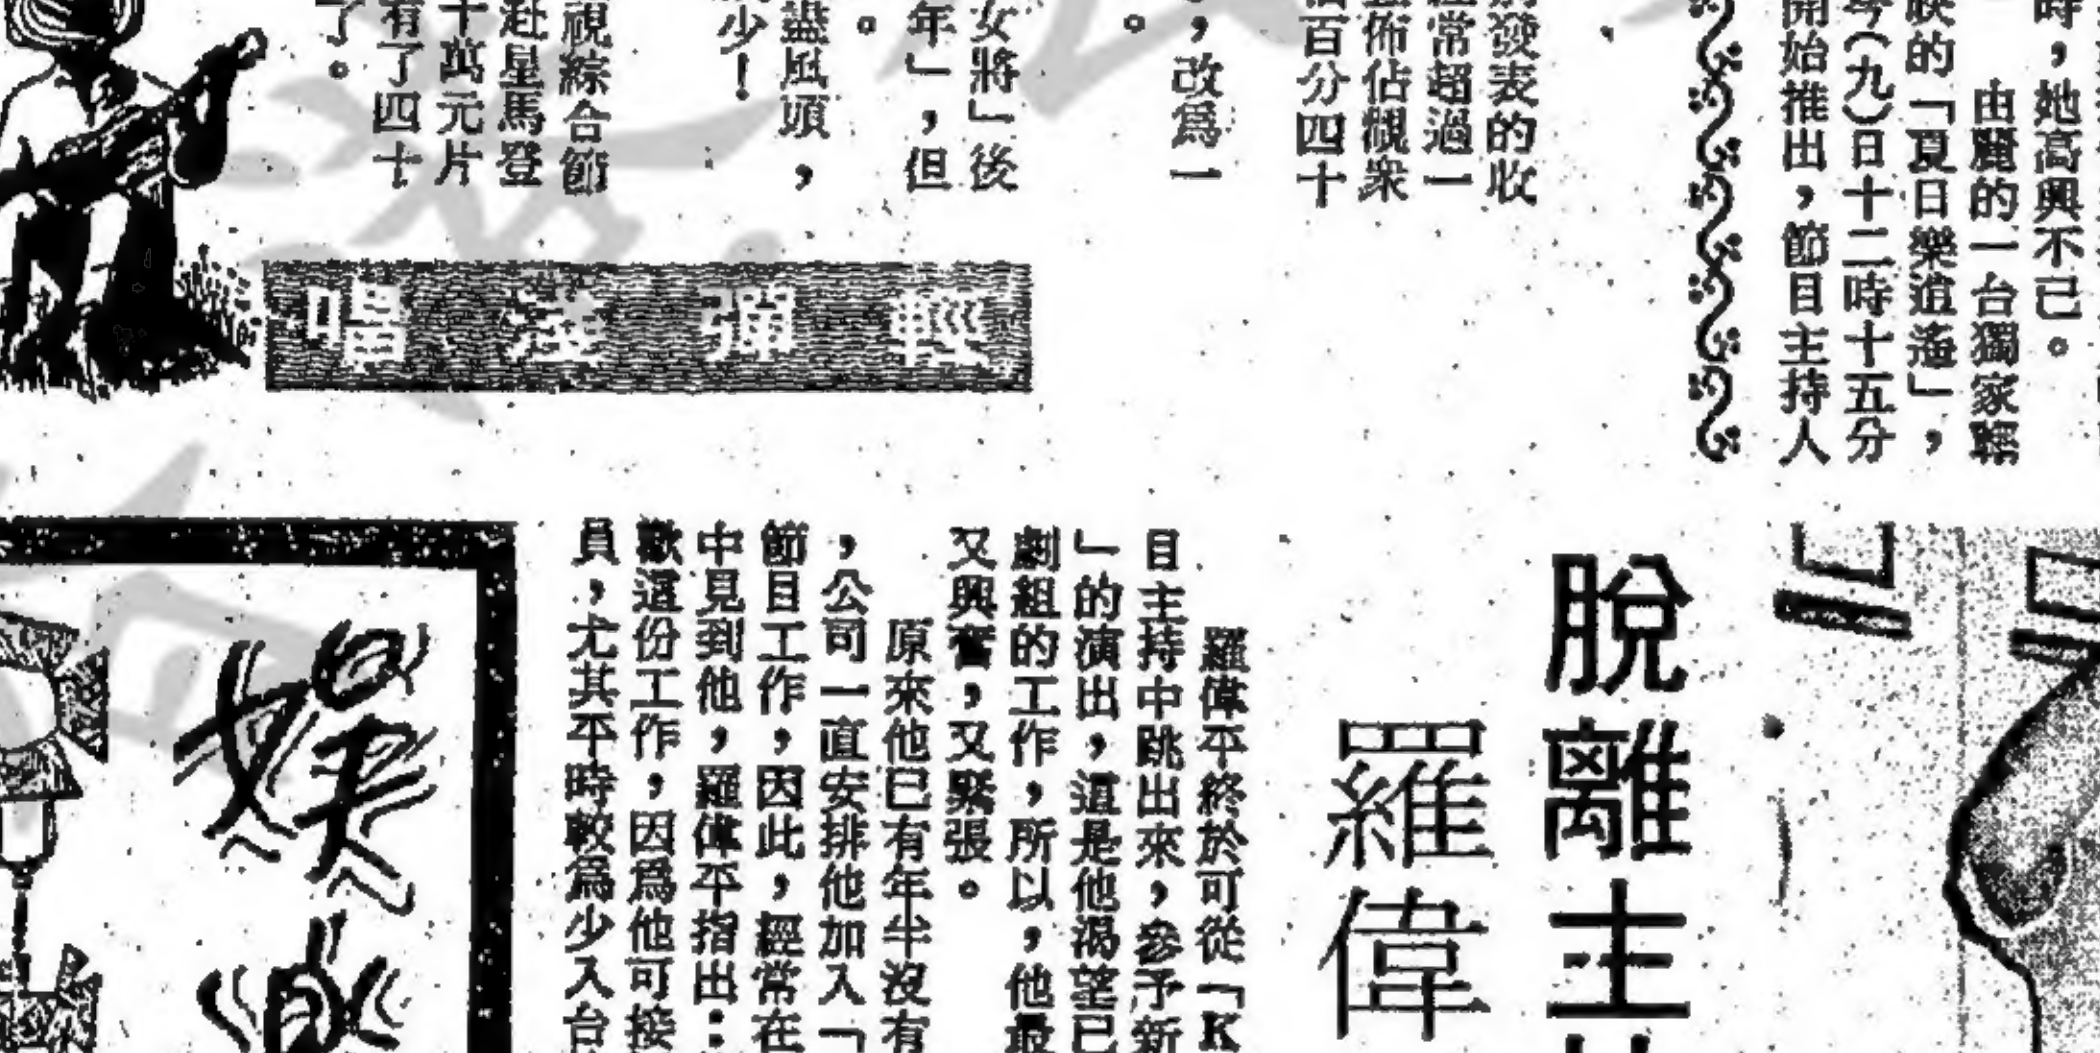 時，她高興不已。
由麗的一台獨家
映的「夏日樂逍遙」，
（九）日十二時十五分
開始推出，節目主持人
發表的收
常超過一
佈佔觀衆
百分四十
，改爲一
。
女將」後
年」，但
。
盡風頭，
少！
視綜合節
赴星馬登
十萬元片
有了四十
了。
輕彈淺唱
脫離主
羅偉
羅偉平終於可從「K
目主持中跳出來，參予新
」的演出，這是他渴望已
劇組的工作，所以，他最
又興奮，又緊張。
原來他已有年半沒有
，公司一直安排他加入「
節目工作，因此，經常在
中見到他，羅偉平指出：
歡這份工作，因爲他可接
員，尤其平時較爲少入台
娛樂